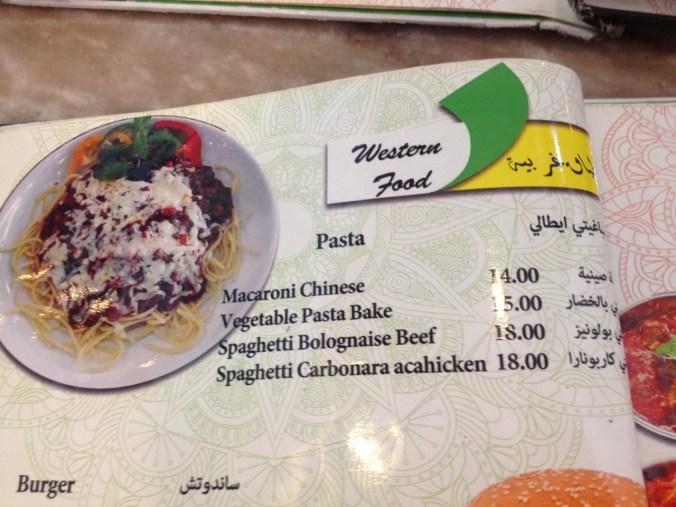 Western
Food
غربية
Pasta
ايطالي
Macaroni Chinese 14.00 صينية
Vegetable Pasta Bake 15.00 بالخضار
Spaghetti Bolognaise Beef 18.00 بولونيز
Spaghetti Carbonara acahicken 18.00 كاربونارا
Burger ساندوتش